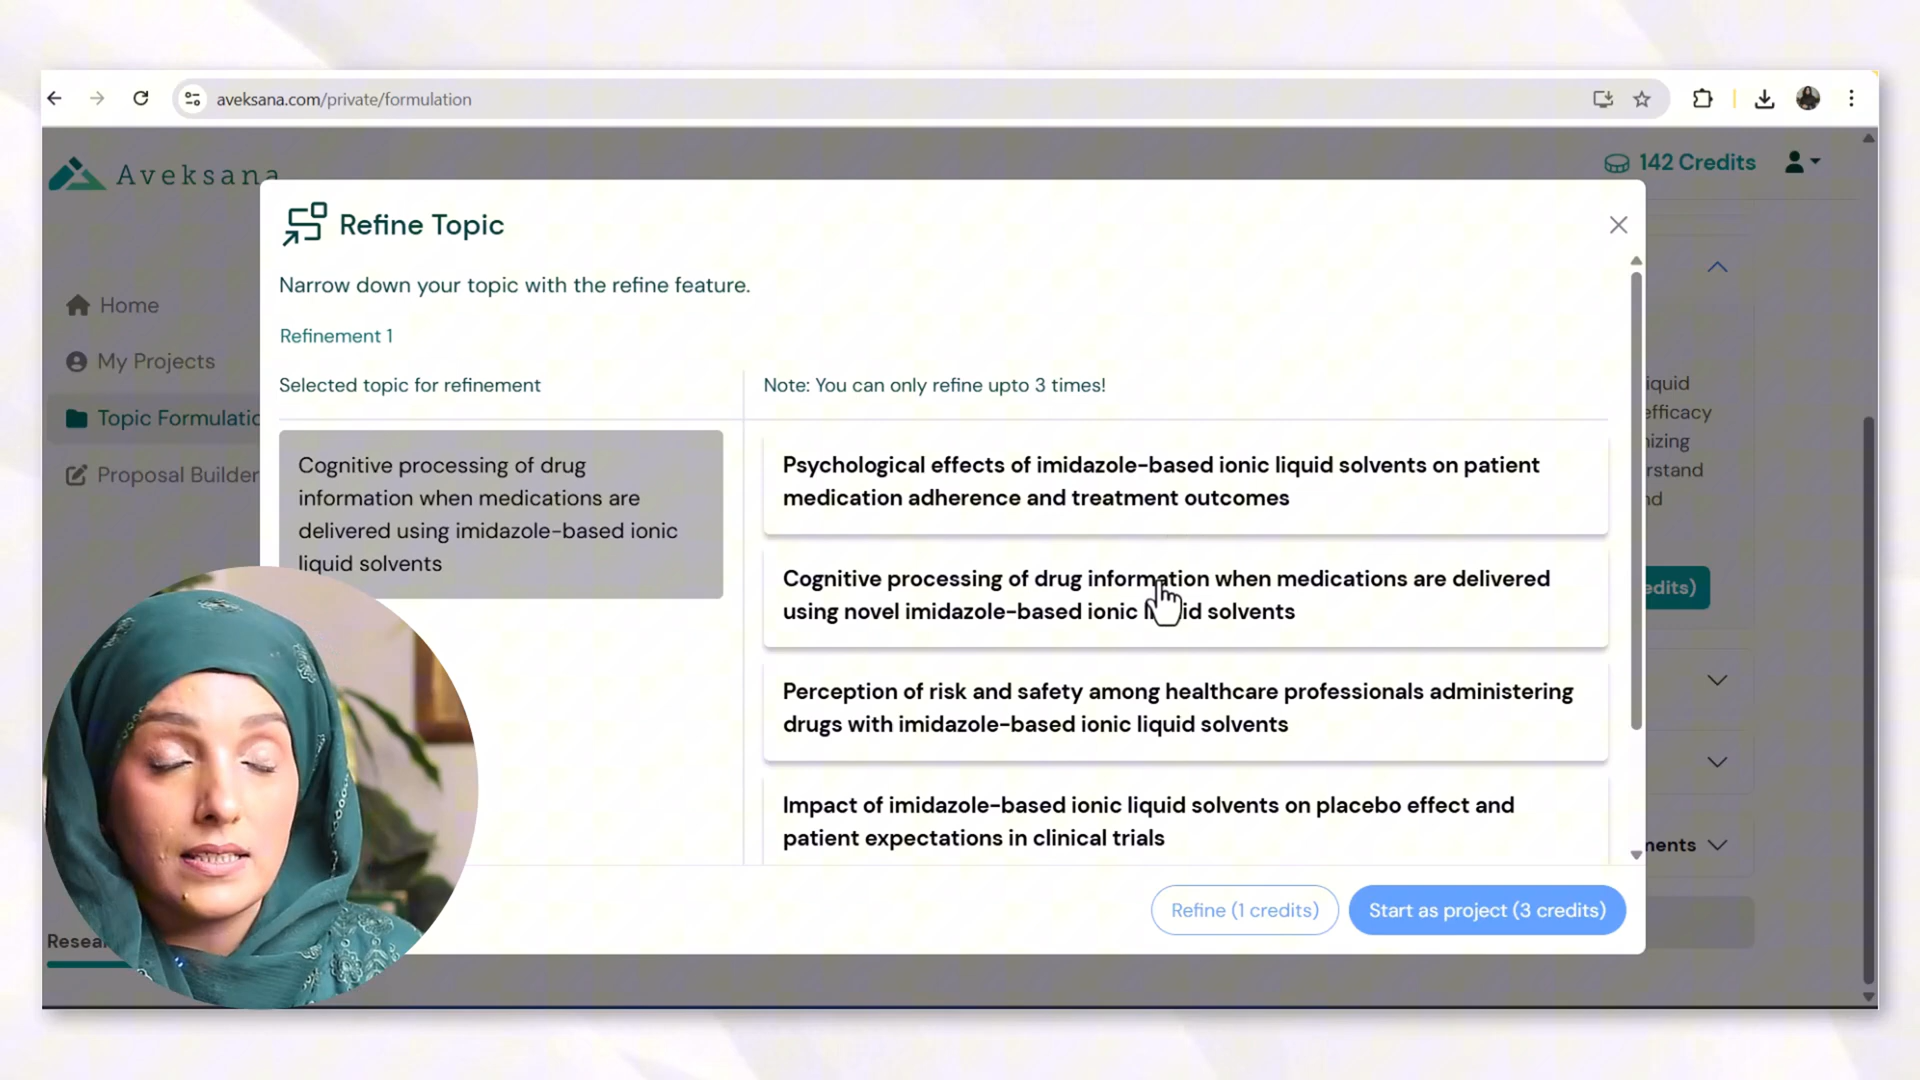 aveksana.com/private/formulation
Aveksana
142 Credits
Home
My Projects
Topic Formulatio
Proposal Builder
Refine Topic
Narrow down your topic with the refine feature.
Refinement 1
Selected topic for refinement
Note: You can only refine upto 3 times!
Cognitive processing of drug
information when medications are
delivered using imidazole-based ionic
liquid solvents
Psychological effects of imidazole-based ionic liquid solvents on patient
medication adherence and treatment outcomes
Cognitive processing of drug information when medications are delivered
using novel imidazole-based ionic liquid solvents
Perception of risk and safety among healthcare professionals administering
drugs with imidazole-based ionic liquid solvents
Impact of imidazole-based ionic liquid solvents on placebo effect and
patient expectations in clinical trials
Refine (1 credits)
Start as project (3 credits)
iquid
efficacy
nizing
rstand
nd
edits)
ments
Resear